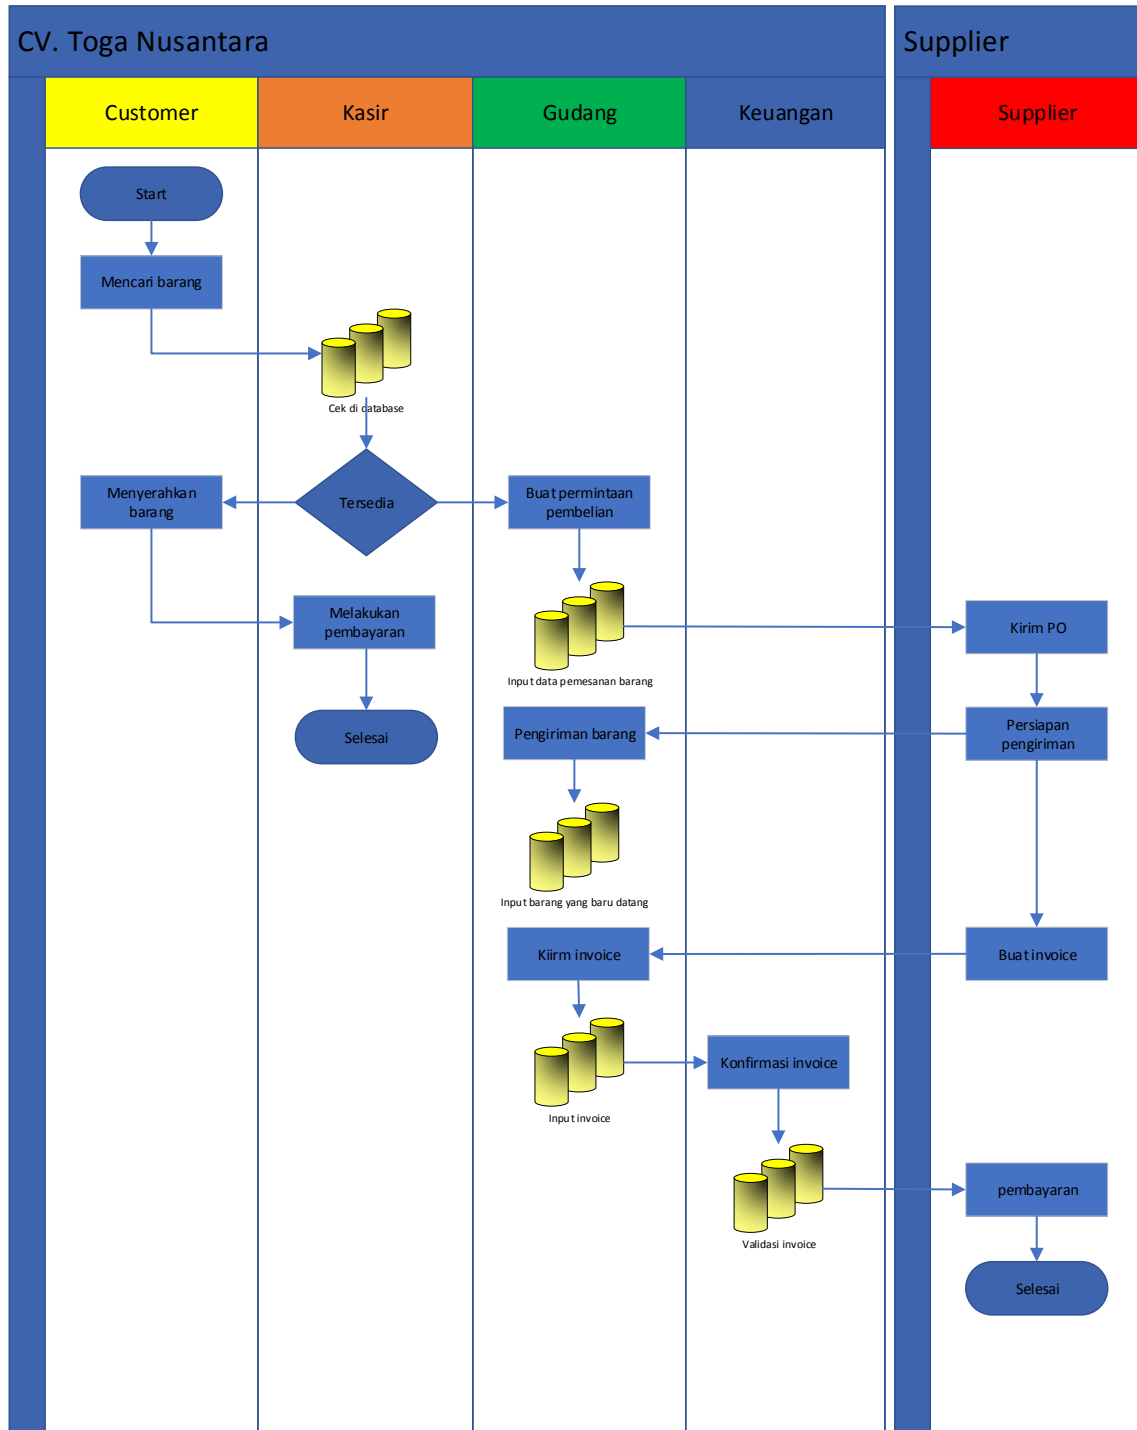 CV. Toga Nusantara
Supplier
Customer
Kasir
Gudang
Keuangan
Supplier
Start
Mencari barang
Cek di database
Menyerahkan
barang
Tersedia
Buat permintaan
pembelian
Melakukan
pembayaran
Input data pemesanan barang
Kirim PO
Selesai
Pengiriman barang
Persiapan
pengiriman
Input barang yang baru datang
Kiirm invoice
Buat invoice
Input invoice
Konfirmasi invoice
Validasi invoice
pembayaran
Selesai